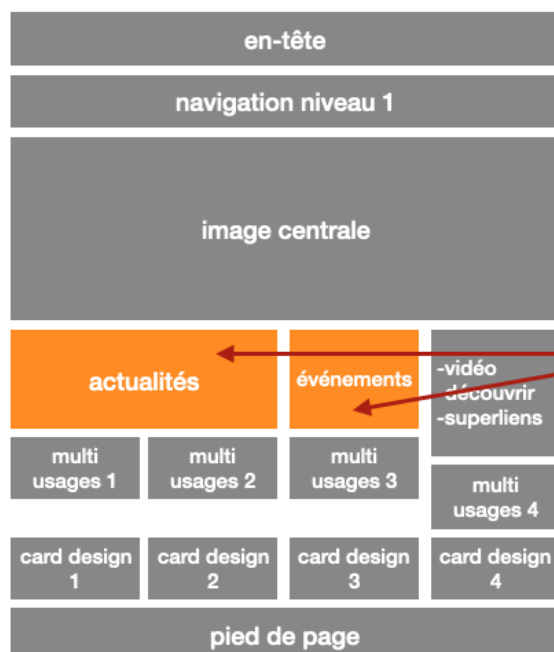 en-tête
navigation niveau 1
image centrale
actualités
événements
-vidéo
-découvrir
-superliens
multi
usages 1
multi
usages 2
multi
usages 3
multi
usages 4
card design
1
card design
2
card design
3
card design
4
pied de page